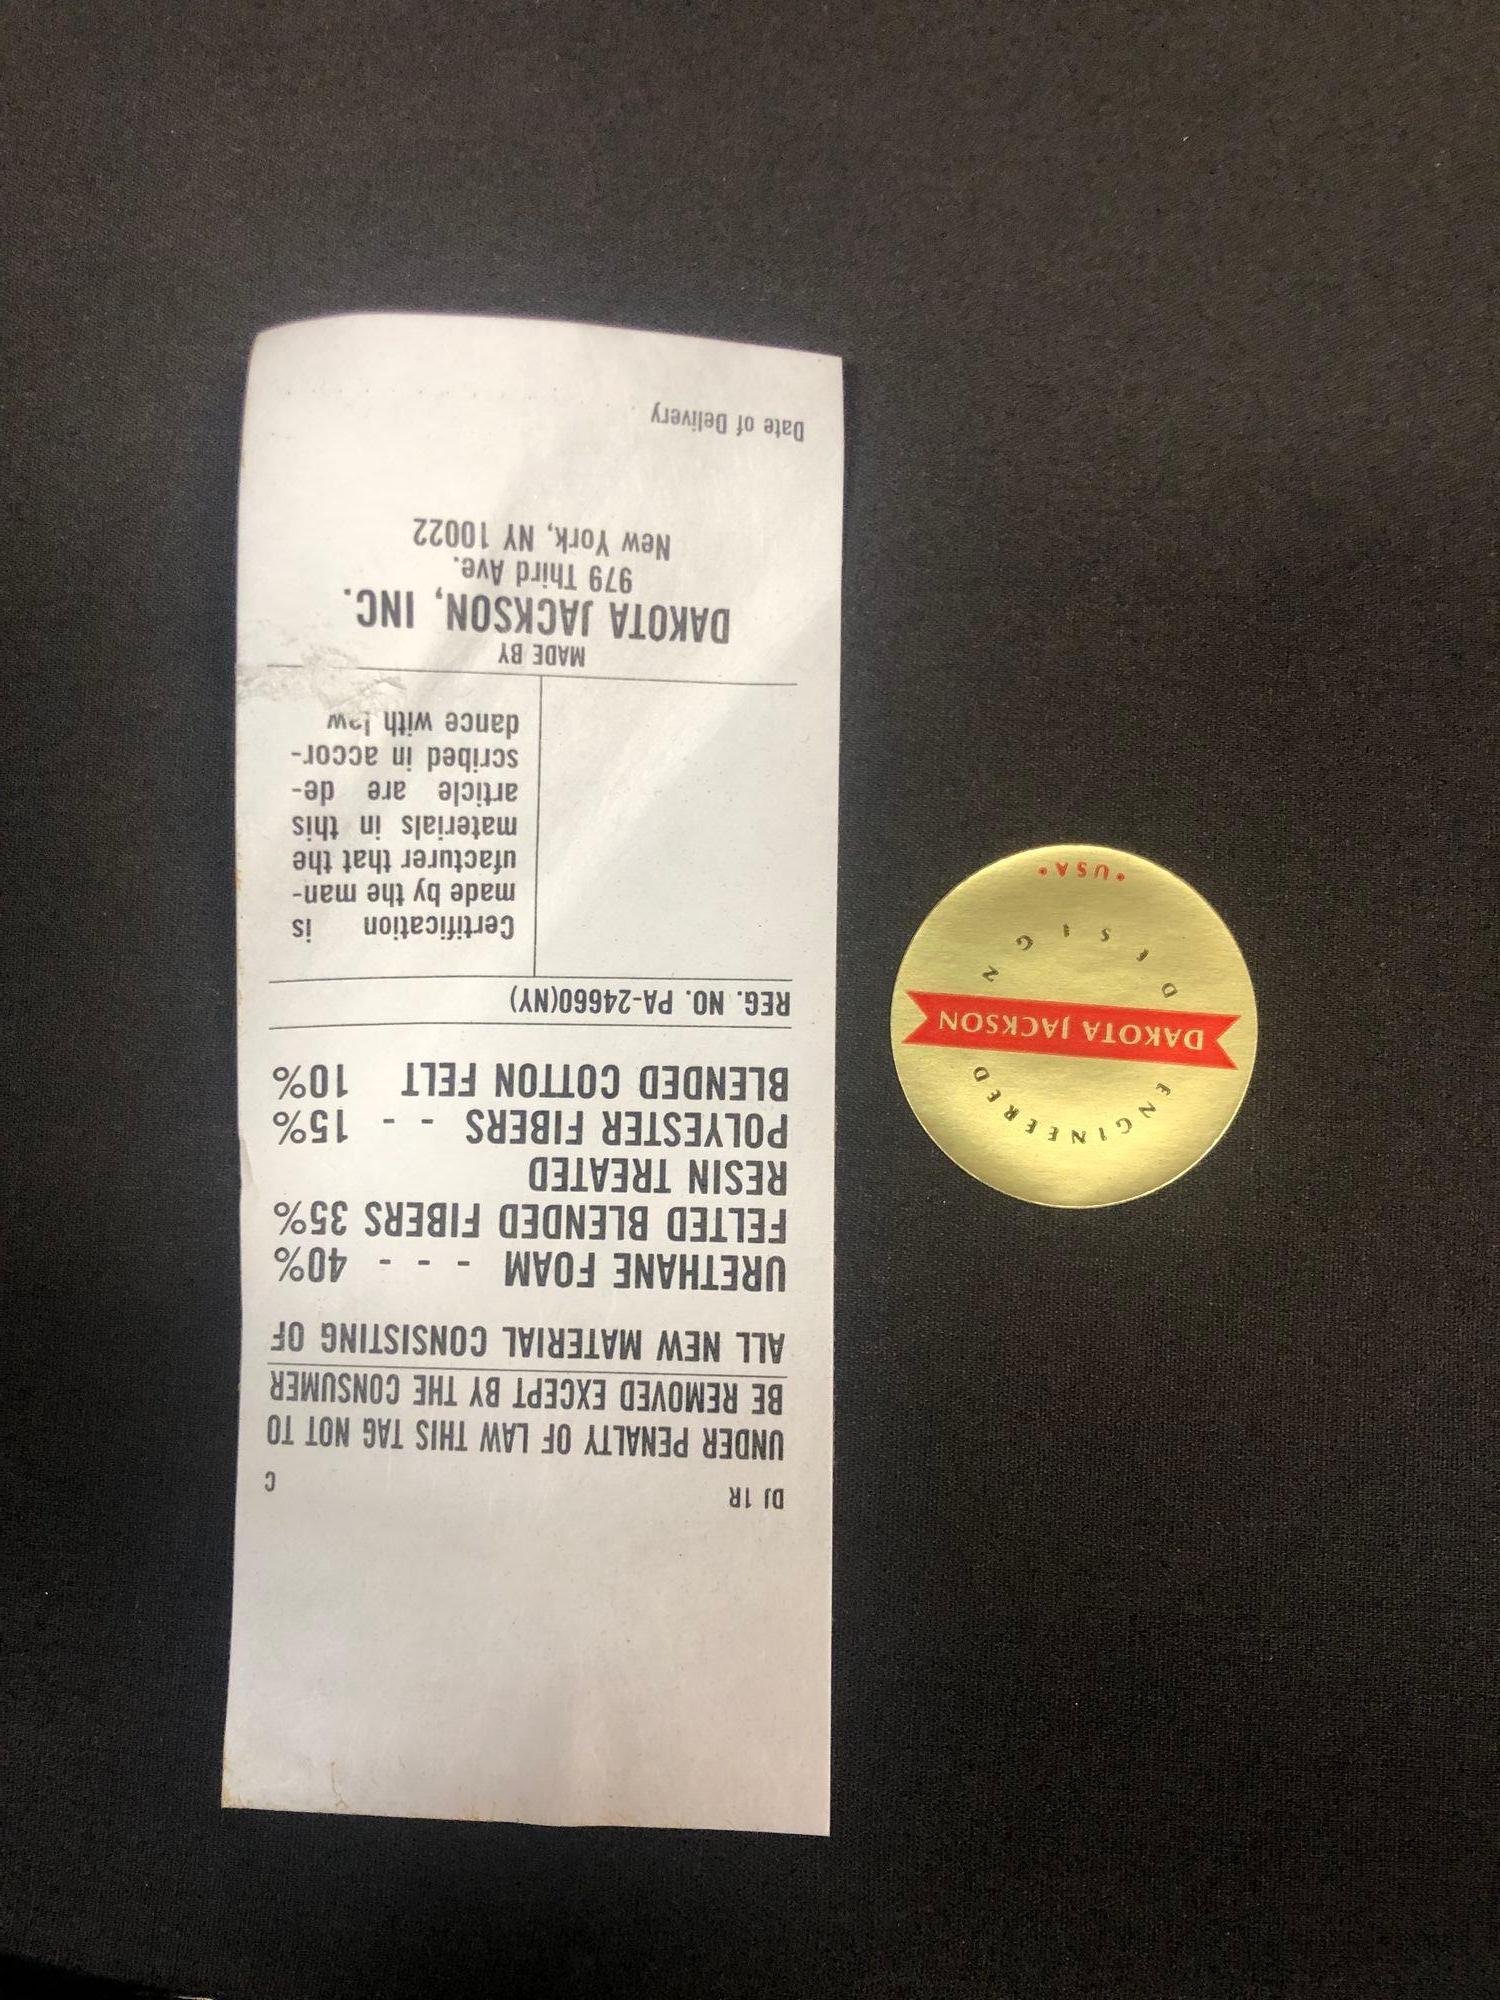 DJ 1R C
UNDER PENALTY OF LAW THIS TAG NOT TO
BE REMOVED EXCEPT BY THE CONSUMER
ALL NEW MATERIAL CONSISTING OF
URETHANE FOAM - - - 40%
FELTED BLENDED FIBERS 35%
RESIN TREATED
POLYESTER FIBERS - - 15%
BLENDED COTTON FELT 10%
REG. NO. PA-24660(NY)
Certification is
made by the man-
ufacturer that the
materials in this
article are de-
scribed in accor-
dance with law
MADE BY
DAKOTA JACKSON, INC.
979 Third Ave.
New York, NY 10022
Date of Delivery
ENGINEERED
DAKOTA JACKSON
DESIGN
*USA*